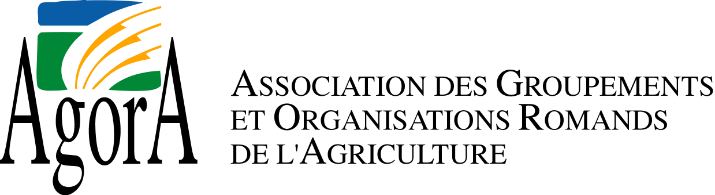 AgorA
ASSOCIATION DES GROUPEMENTS
ET ORGANISATIONS ROMANDS
DE L'AGRICULTURE